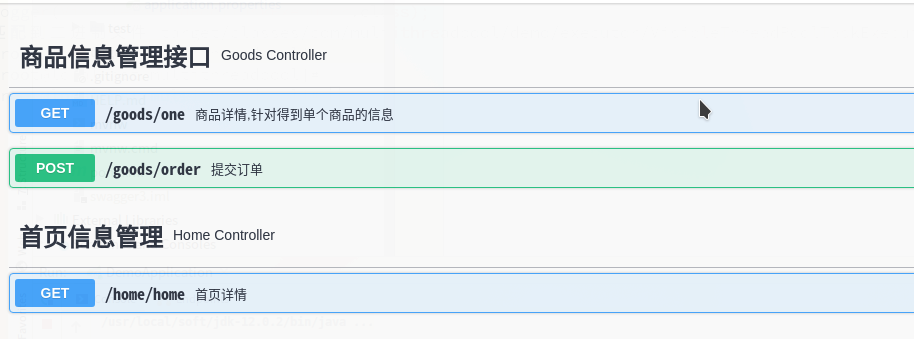 商品信息管理接口 Goods Controller
GET /goods/one 商品详情,针对得到单个商品的信息
POST /goods/order 提交订单
External Libraries
首页信息管理 Home Controller
GET /home/home 首页详情